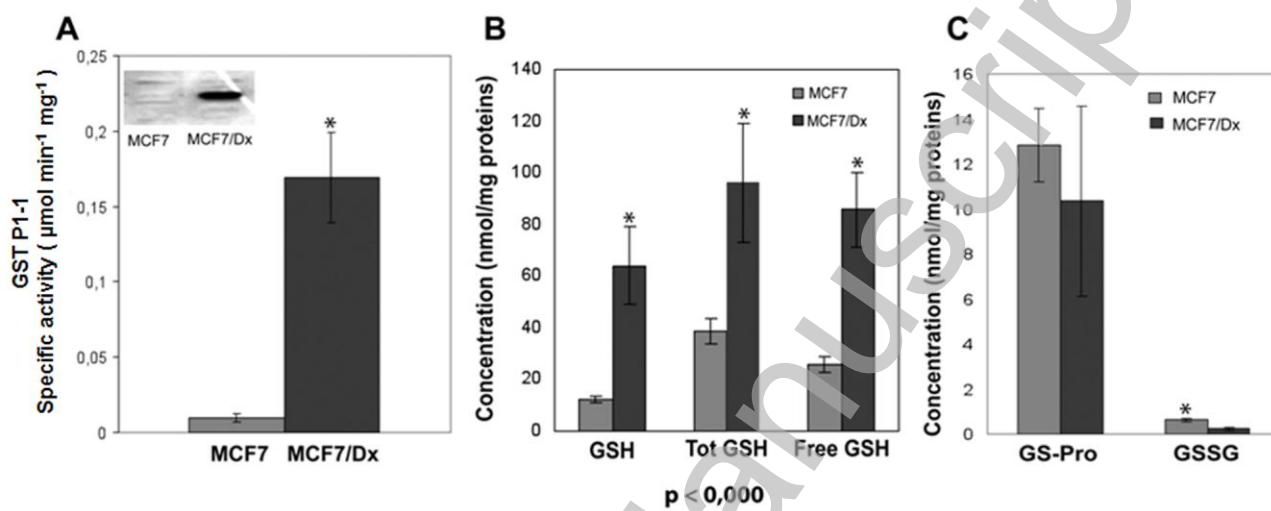 A
GST P1-1
Specific activity ( µmol min-1 mg-1 )
0,25
0,2
0,15
0,1
0,05
0
MCF7 MCF7/Dx
*
MCF7 MCF7/Dx
B
Concentration (nmol/mg proteins)
140
120
100
80
60
40
20
0
MCF7
MCF7/Dx
*
*
*
GSH Tot GSH Free GSH
p < 0,000
C
Concentration (nmol/mg proteins)
16
14
12
10
8
6
4
2
0
MCF7
MCF7/Dx
*
GS-Pro GSSG